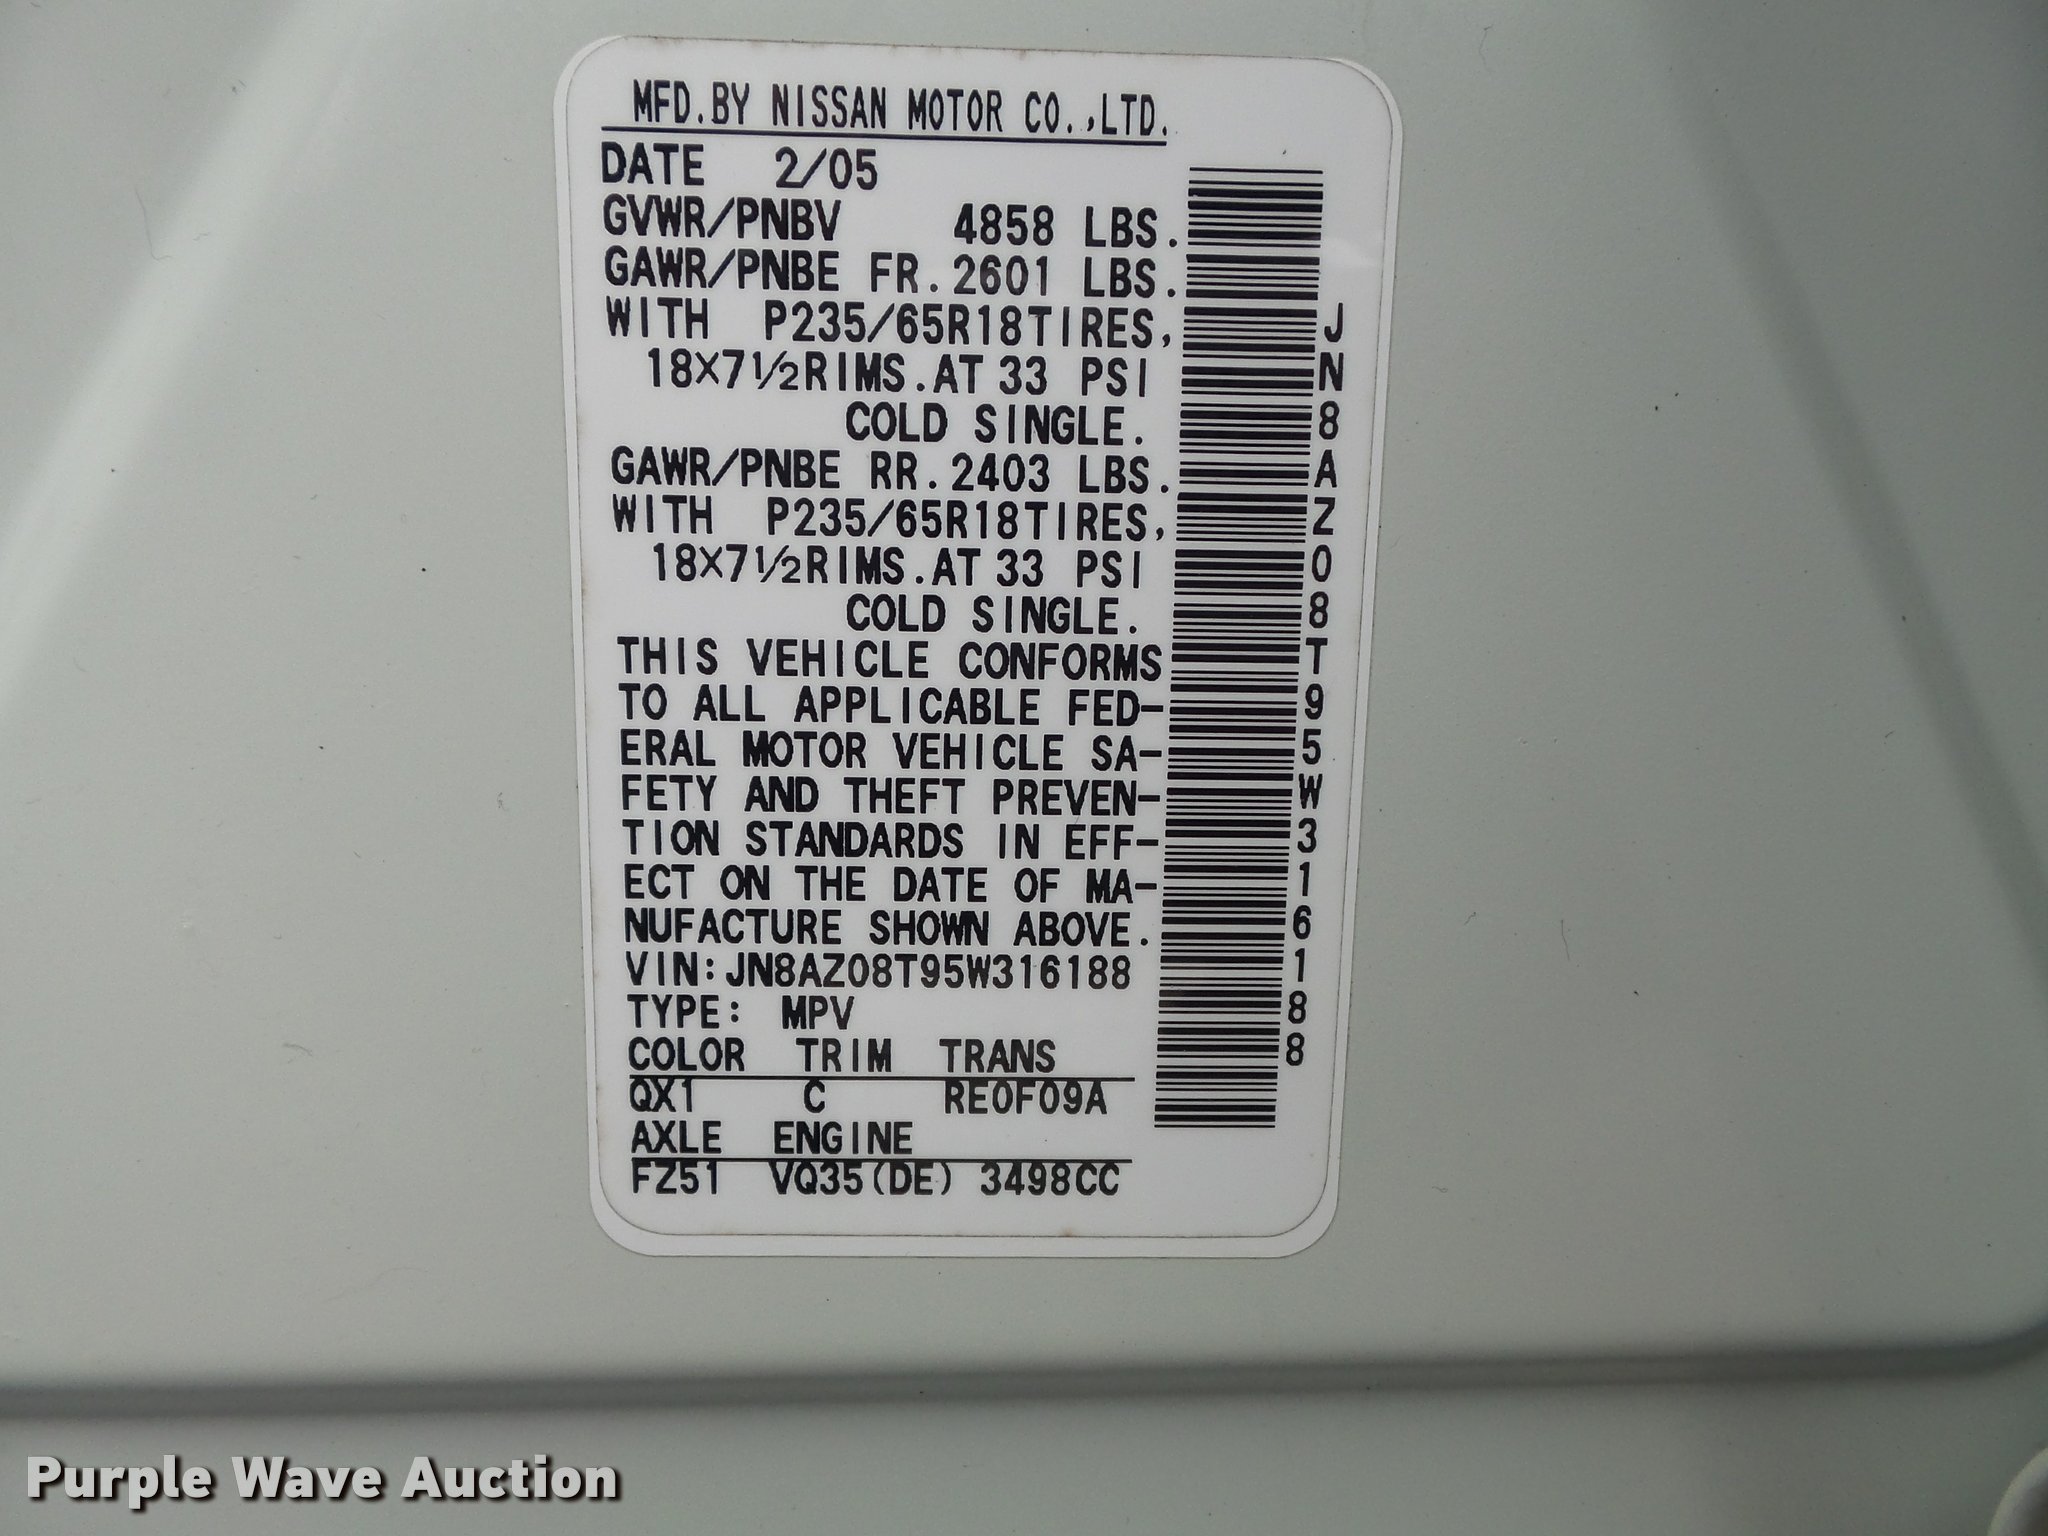 MFD.BY NISSAN MOTOR CO.,LTD.
DATE 2/05
GVWR/PNBV 4858 LBS.
GAWR/PNBE FR.2601 LBS.
WITH P235/65R18TIRES,
18X7½RIMS.AT 33 PSI
COLD SINGLE.
GAWR/PNBE RR.2403 LBS.
WITH P235/65R18TIRES,
18X7½RIMS.AT 33 PSI
COLD SINGLE.
THIS VEHICLE CONFORMS
TO ALL APPLICABLE FED-
ERAL MOTOR VEHICLE SA-
FETY AND THEFT PREVEN-
TION STANDARDS IN EFF-
ECT ON THE DATE OF MA-
NUFACTURE SHOWN ABOVE.
VIN:JN8AZ08T95W316188
TYPE: MPV
COLOR TRIM TRANS
QX1 C RE0F09A
AXLE ENGINE
FZ51 VQ35(DE) 3498CC
JN8AZ08T95W316188
Purple Wave Auction